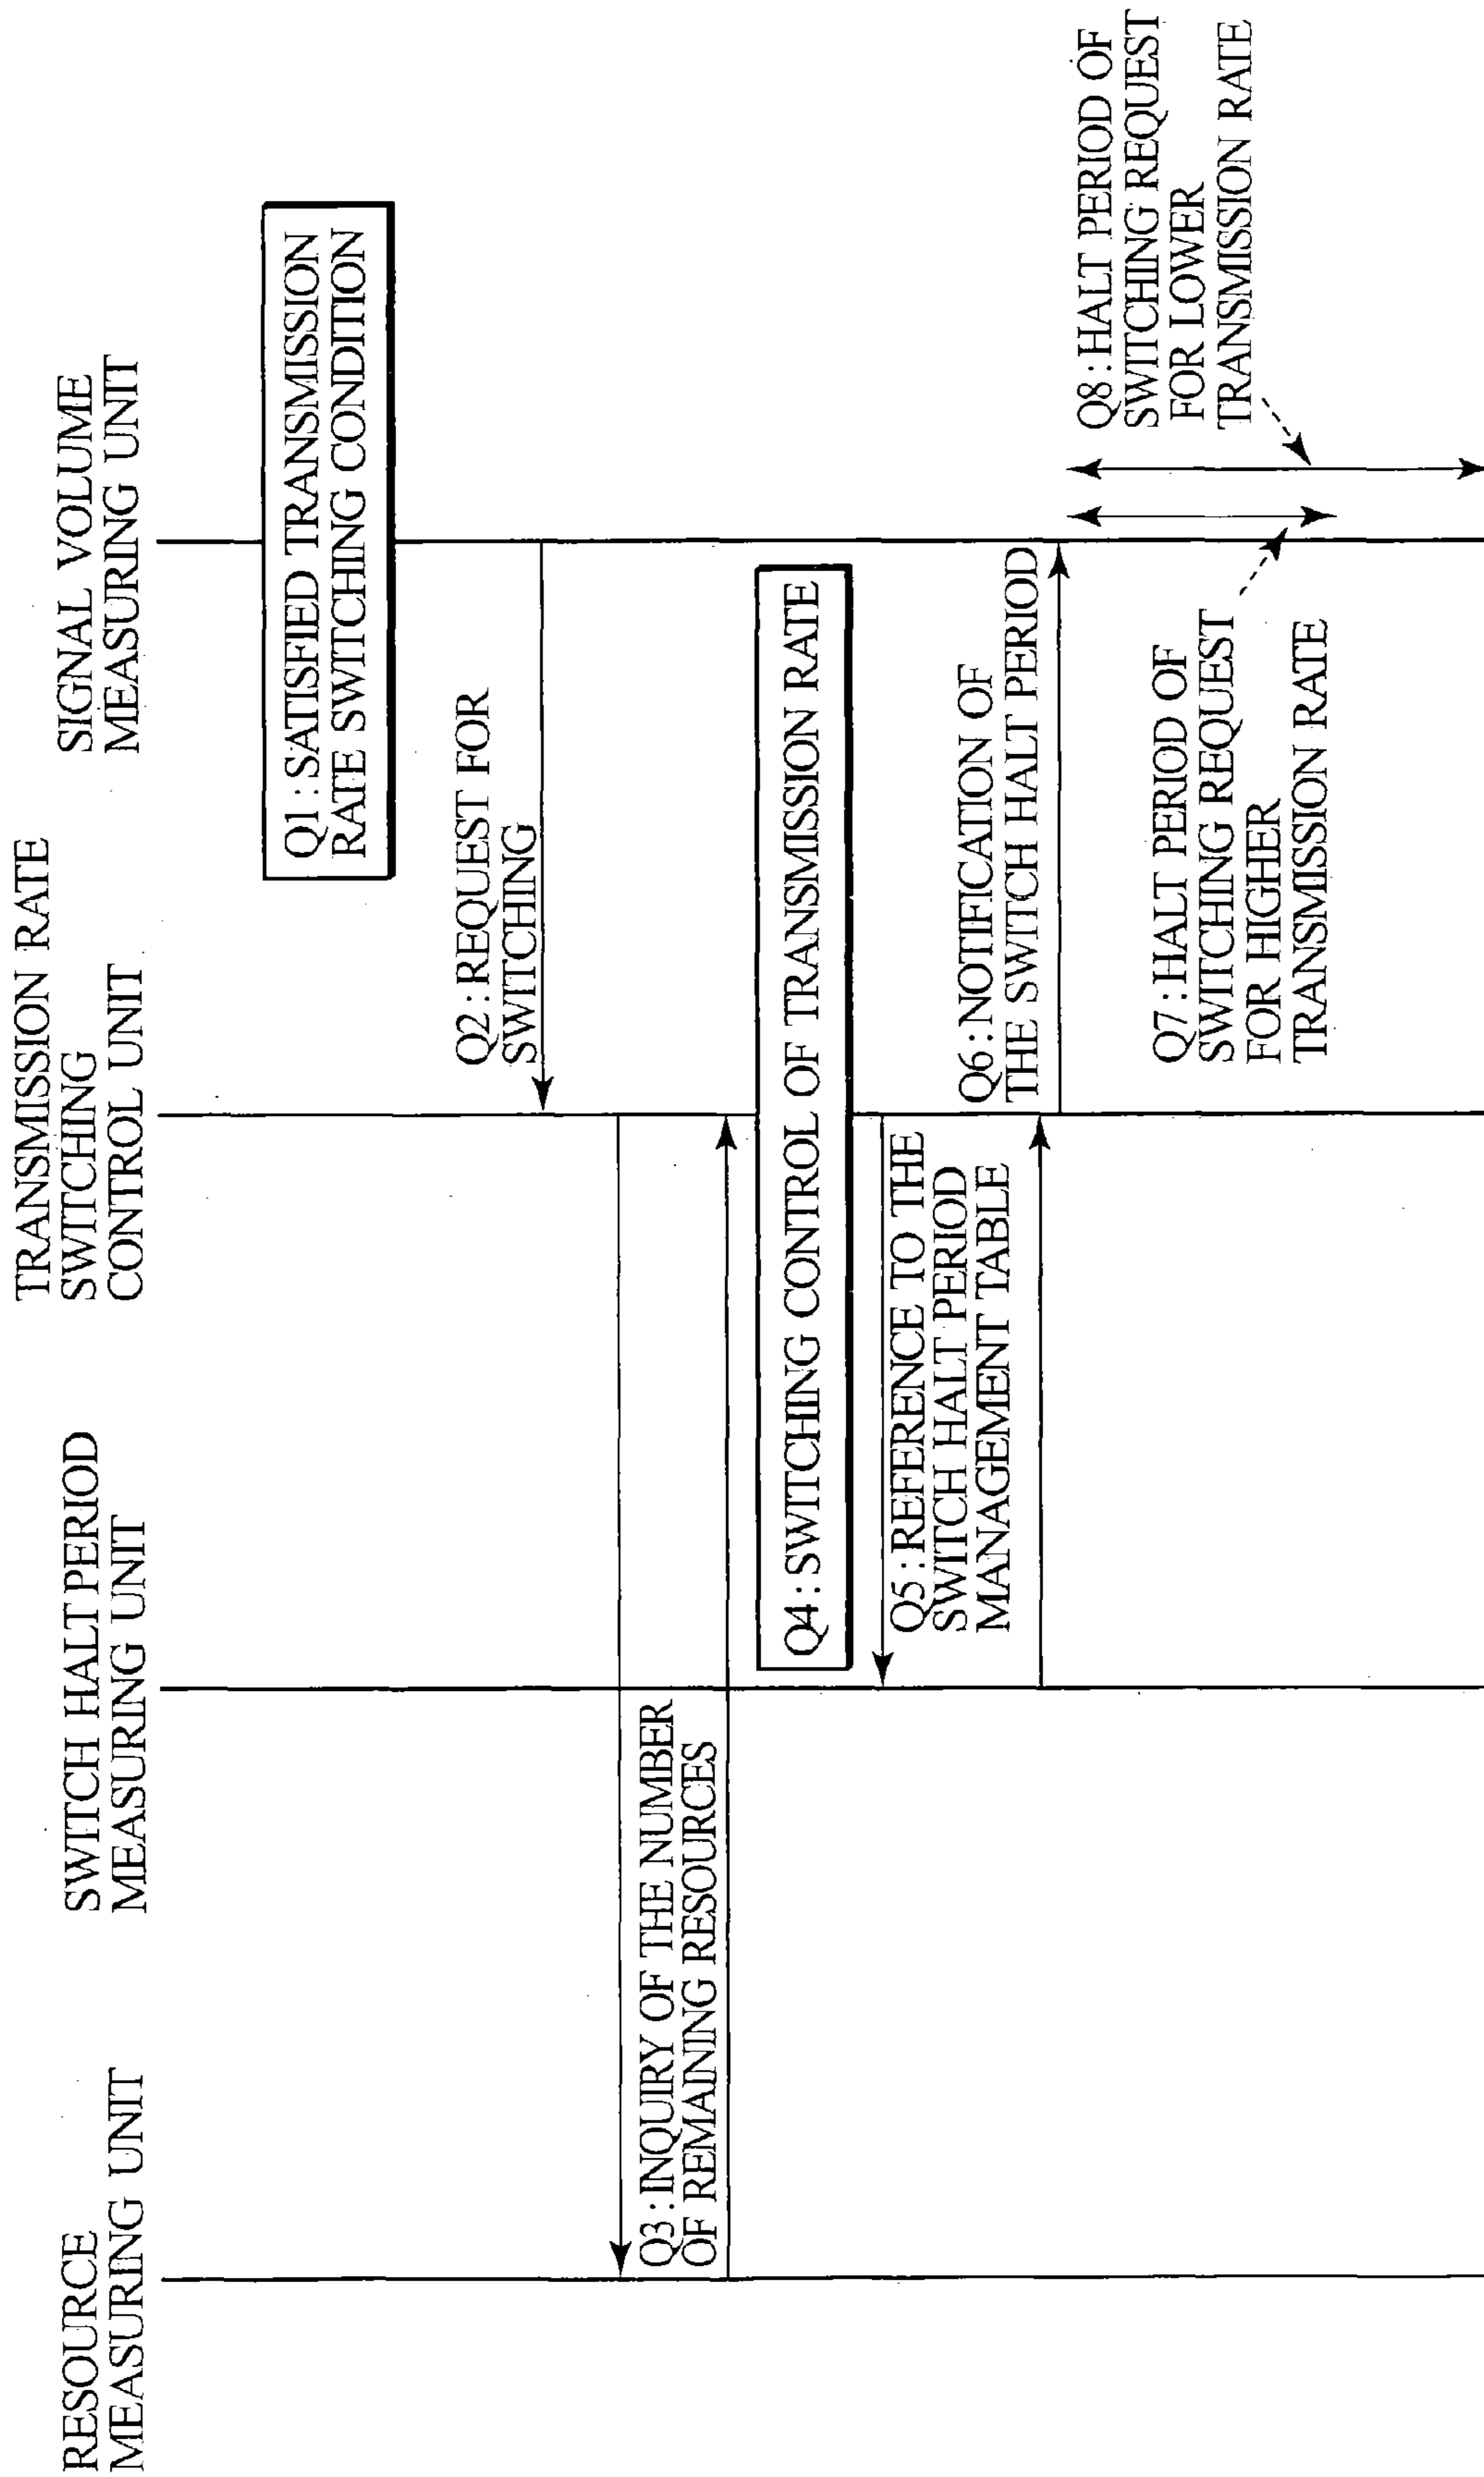 RESOURCE
MEASURING UNIT
SWITCH HALT PERIOD
MEASURING UNIT
TRANSMISSION RATE
SWITCHING
CONTROL UNIT
SIGNAL VOLUME
MEASURING UNIT
Q1 : SATISFIED TRANSMISSION
RATE SWITCHING CONDITION
Q2 : REQUEST FOR
SWITCHING
Q3 : INQUIRY OF THE NUMBER
OF REMAINING RESOURCES
Q4 : SWITCHING CONTROL OF TRANSMISSION RATE
Q5 : REFERENCE TO THE
SWITCH HALT PERIOD
MANAGEMENT TABLE
Q6 : NOTIFICATION OF
THE SWITCH HALT PERIOD
Q7 : HALT PERIOD OF
SWITCHING REQUEST
FOR HIGHER
TRANSMISSION RATE
Q8 : HALT PERIOD OF
SWITCHING REQUEST
FOR LOWER
TRANSMISSION RATE